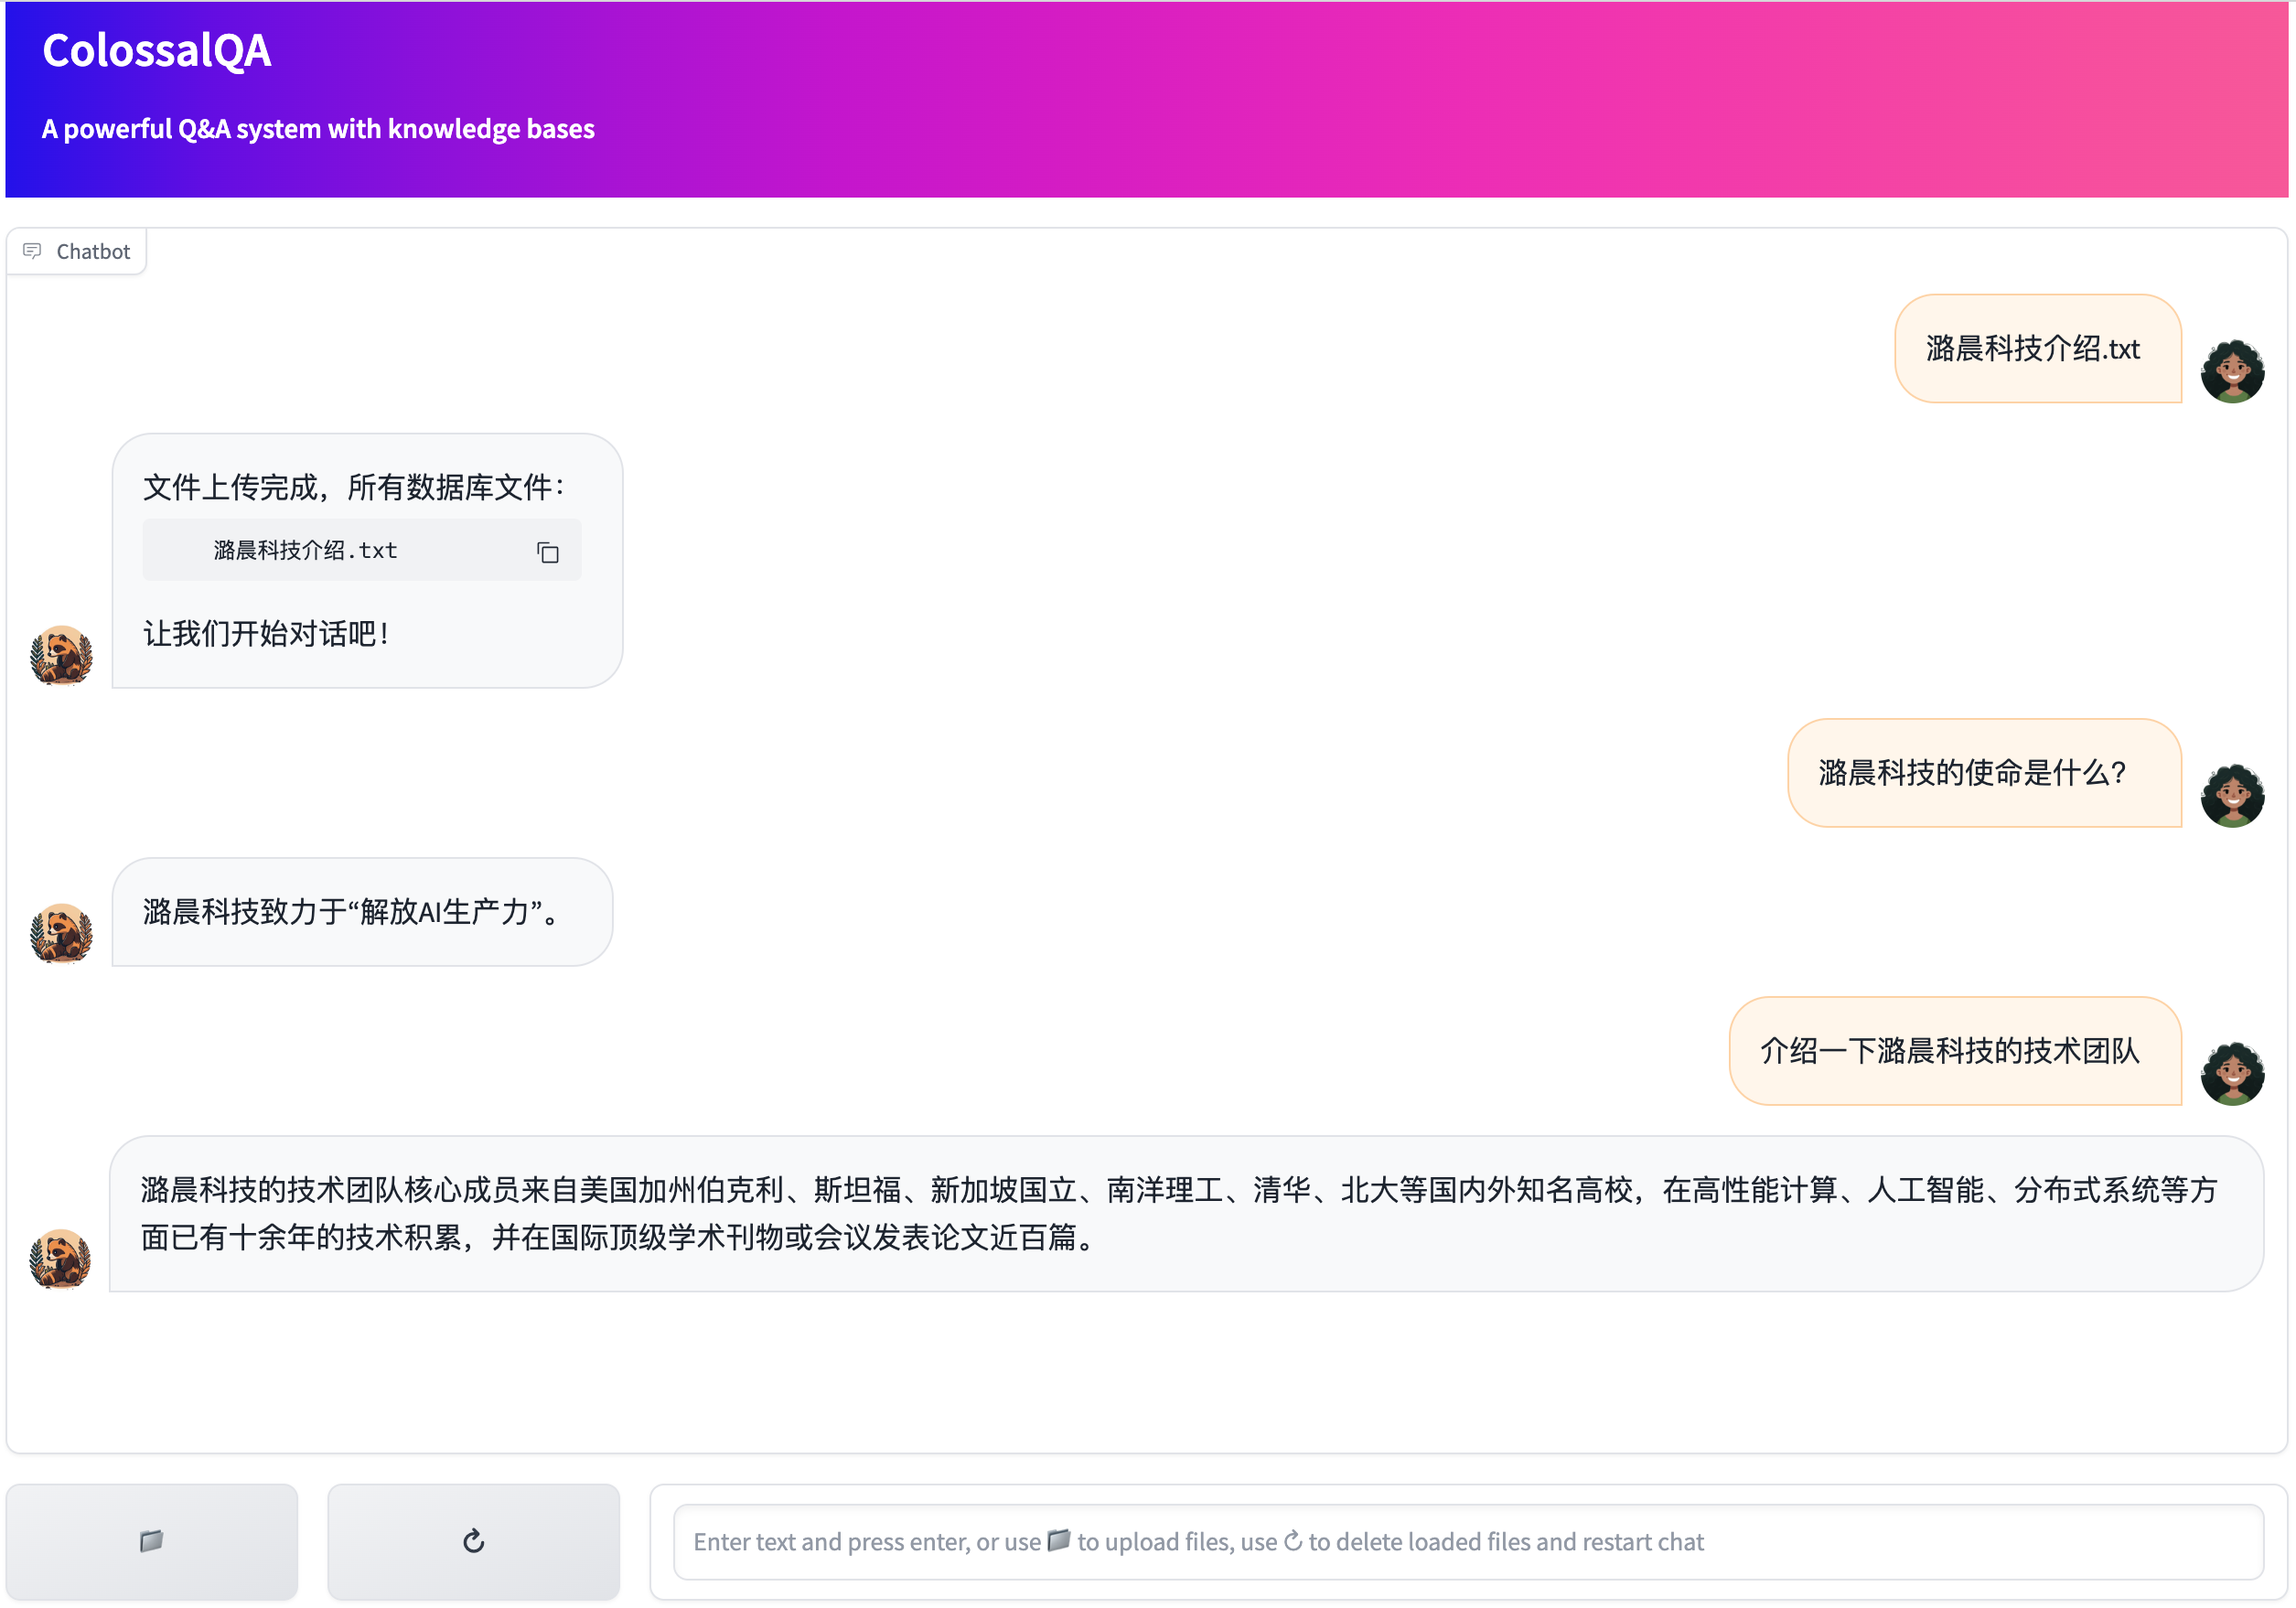 ColossalQA
A powerful Q&A system with knowledge bases
Chatbot
潞晨科技介绍.txt
文件上传完成，所有数据库文件：
潞晨科技介绍.txt
让我们开始对话吧！
潞晨科技的使命是什么？
潞晨科技致力于“解放AI生产力”。
介绍一下潞晨科技的技术团队
潞晨科技的技术团队核心成员来自美国加州伯克利、斯坦福、新加坡国立、南洋理工、清华、北大等国内外知名高校，在高性能计算、人工智能、分布式系统等方
面已有十余年的技术积累，并在国际顶级学术刊物或会议发表论文近百篇。
Enter text and press enter, or use 📁 to upload files, use ↻ to delete loaded files and restart chat